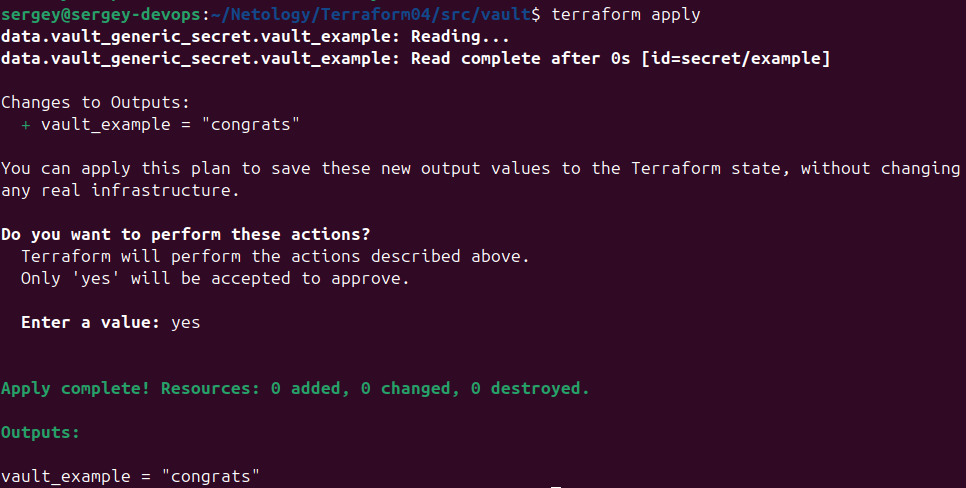 sergey@sergey-devops:~/Netology/Terraform04/src/vault$ terraform apply
data.vault_generic_secret.vault_example: Reading...
data.vault_generic_secret.vault_example: Read complete after 0s [id=secret/example]
Changes to Outputs:
+ vault_example = "congrats"
You can apply this plan to save these new output values to the Terraform state, without changing
any real infrastructure.
Do you want to perform these actions?
Terraform will perform the actions described above.
Only 'yes' will be accepted to approve.
Enter a value: yes
Apply complete! Resources: 0 added, 0 changed, 0 destroyed.
Outputs:
vault_example = "congrats"